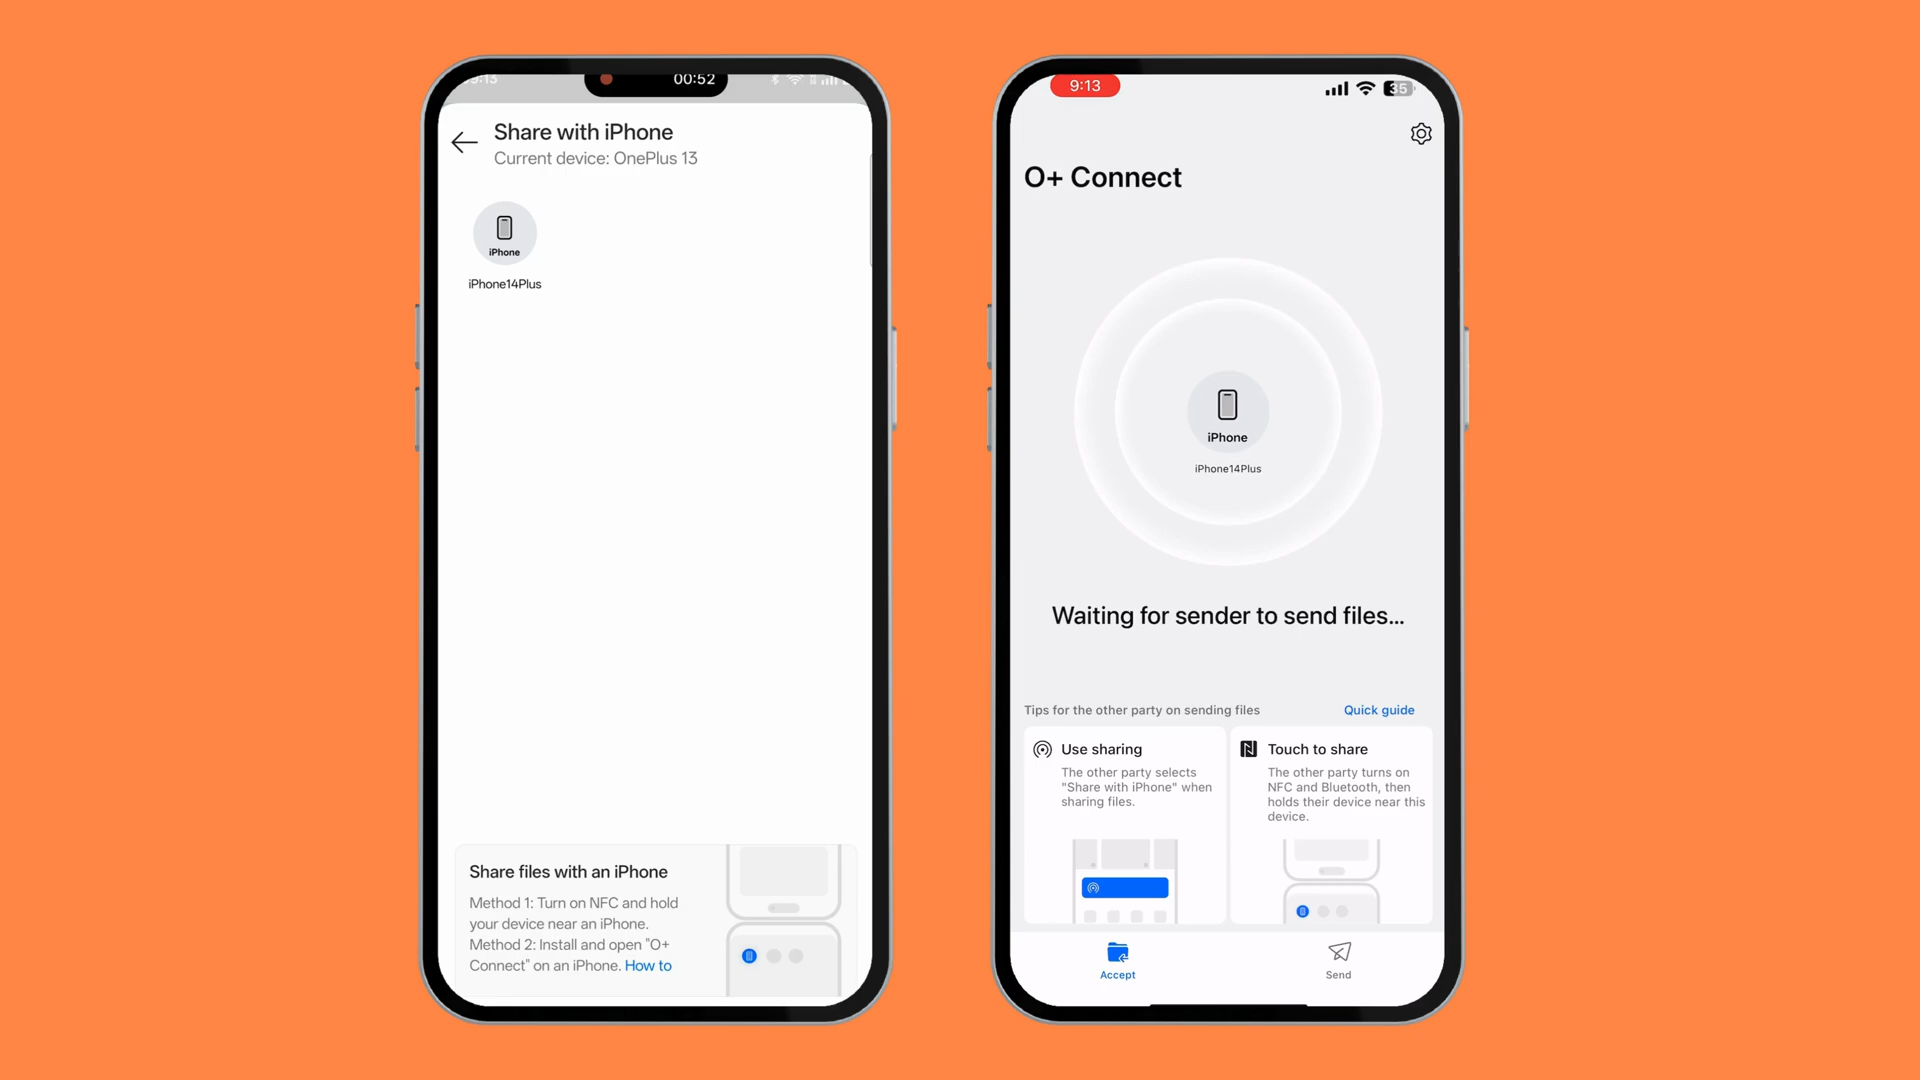 9:13
00:52
Share with iPhone
Current device: OnePlus 13
iPhone
iPhone14Plus
Share files with an iPhone
Method 1: Turn on NFC and hold
your device near an iPhone.
Method 2: Install and open "O+
Connect" on an iPhone. How to
9:13
35
O+ Connect
iPhone
iPhone14Plus
Waiting for sender to send files...
Tips for the other party on sending files
Quick guide
Use sharing
The other party selects
"Share with iPhone" when
sharing files.
Touch to share
The other party turns on
NFC and Bluetooth, then
holds their device near this
device.
Accept
Send